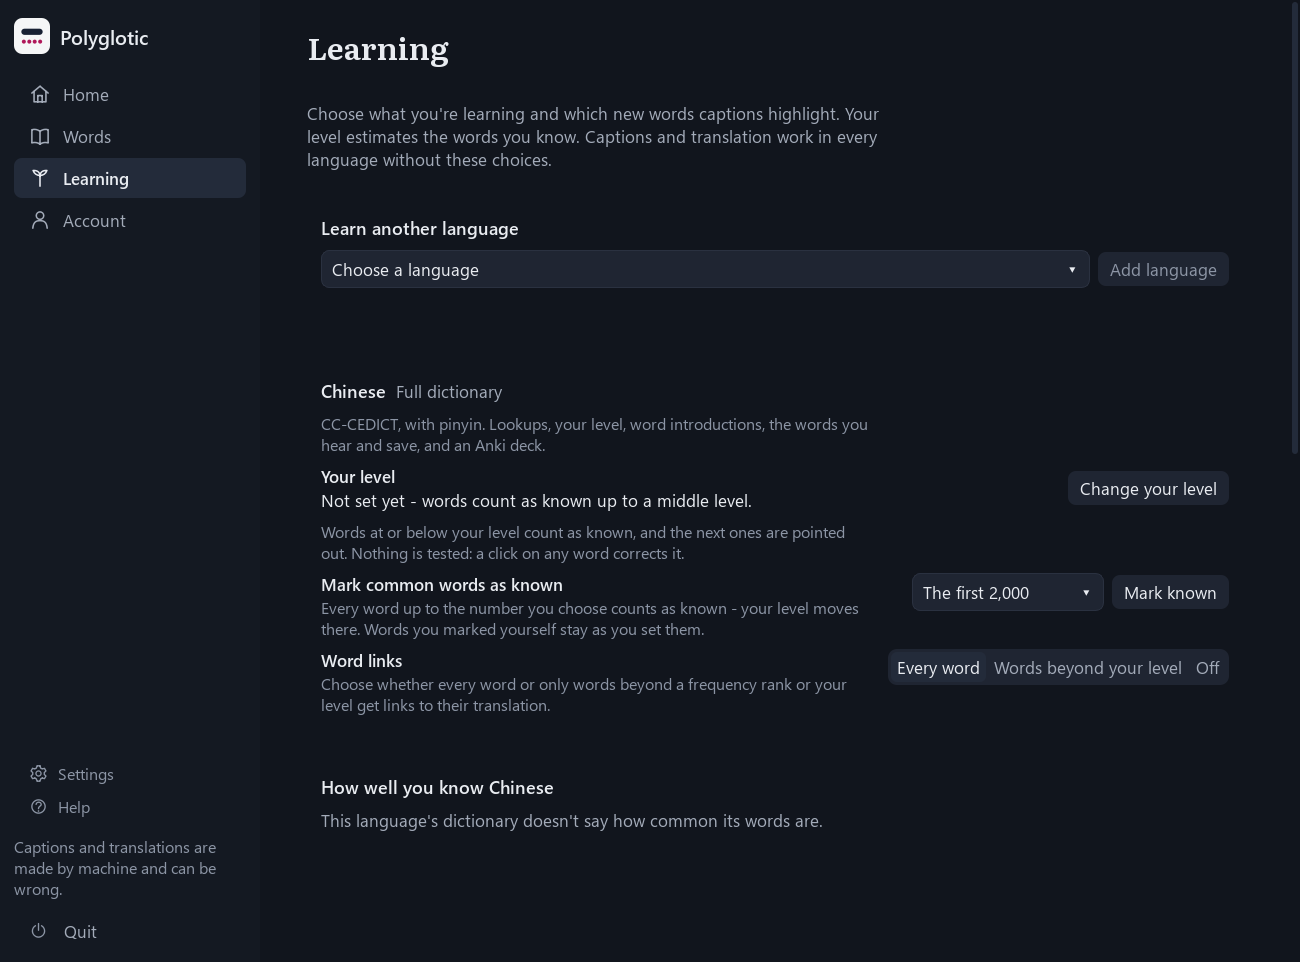 Polyglotic
Home
Words
Learning
Account
Settings
Help
Captions and translations are
made by machine and can be
wrong.
Quit
Learning
Choose what you're learning and which new words captions highlight. Your
level estimates the words you know. Captions and translation work in every
language without these choices.
Learn another language
Choose a language
Add language
Chinese Full dictionary
CC-CEDICT, with pinyin. Lookups, your level, word introductions, the words you
hear and save, and an Anki deck.
Your level
Not set yet - words count as known up to a middle level.
Change your level
Words at or below your level count as known, and the next ones are pointed
out. Nothing is tested: a click on any word corrects it.
Mark common words as known
Every word up to the number you choose counts as known - your level moves
there. Words you marked yourself stay as you set them.
The first 2,000
Mark known
Word links
Choose whether every word or only words beyond a frequency rank or your
level get links to their translation.
Every word Words beyond your level Off
How well you know Chinese
This language's dictionary doesn't say how common its words are.